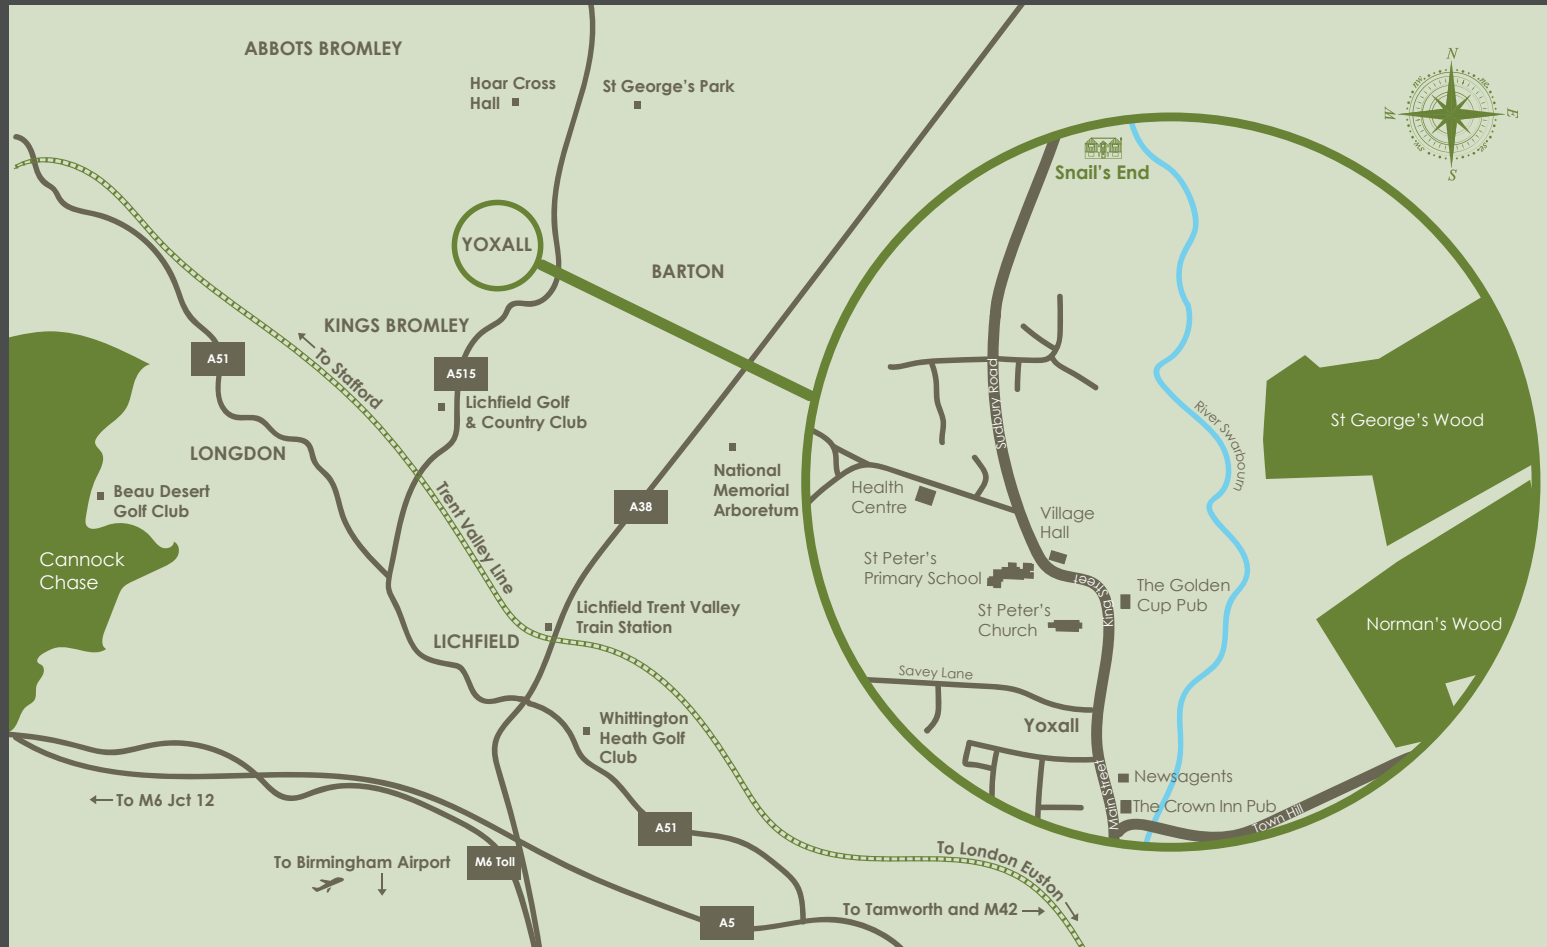 ABBOTS BROMLEY
Hoar Cross
Hall
St George's Park
N
W
E
S
NW
NE
SW
SE
Snail's End
YOXALL
BARTON
KINGS BROMLEY
A51
To Stafford
A515
Lichfield Golf
& Country Club
LONGDON
Beau Desert
Golf Club
Cannock
Chase
Trent Valley Line
National
Memorial
Arboretum
A38
Lichfield Trent Valley
Train Station
LICHFIELD
Whittington
Heath Golf
Club
To M6 Jct 12
A51
To Birmingham Airport
M6 Toll
A5
To London Euston
To Tamworth and M42
Sudbury Road
River Swarbourn
St George's Wood
Health
Centre
Village
Hall
St Peter's
Primary School
King Street
The Golden
Cup Pub
St Peter's
Church
Norman's Wood
Savey Lane
Yoxall
Main Street
Newsagents
The Crown Inn Pub
Town Hill